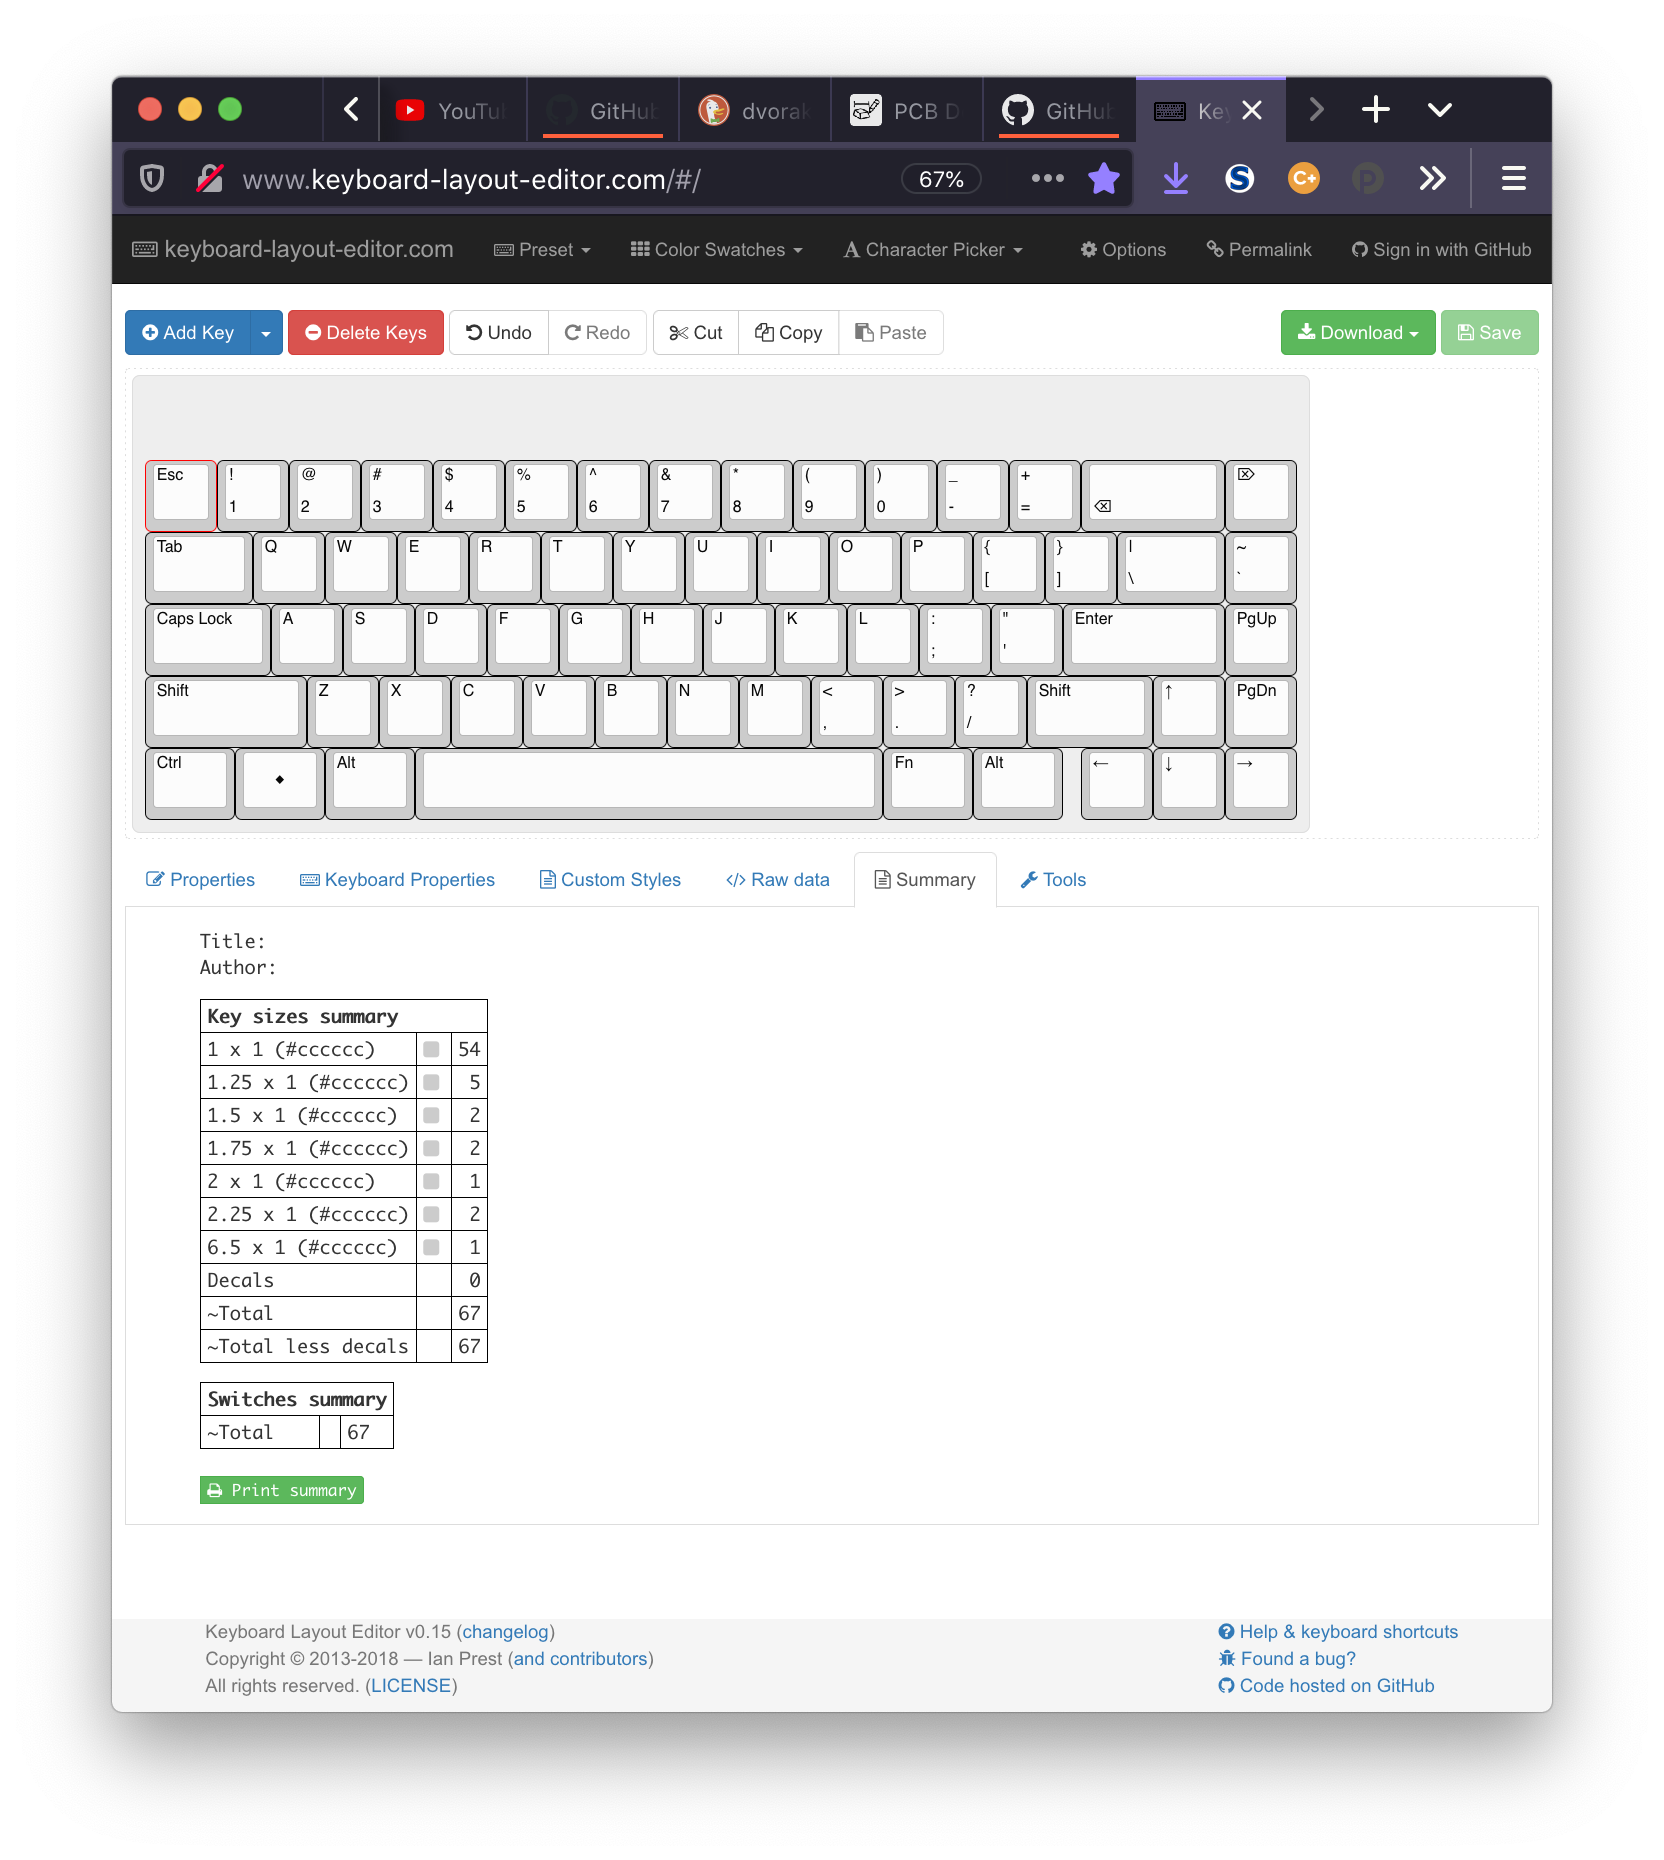 YouTu GitHub dvorak PCB D GitHub Key
www.keyboard-layout-editor.com/#/ 67%
keyboard-layout-editor.com Preset Color Swatches A Character Picker Options Permalink Sign in with GitHub
Add Key Delete Keys Undo Redo Cut Copy Paste Download Save
Esc ! @ # $ % ^ & * ( ) _ + ⌦
1 2 3 4 5 6 7 8 9 0 - = ⌫
Tab Q W E R T Y U I O P { } | ~
[ ] \ `
Caps Lock A S D F G H J K L : " Enter PgUp
; '
Shift Z X C V B N M < > ? Shift ↑ PgDn
, . /
Ctrl ◆ Alt Fn Alt ← ↓ →
Properties Keyboard Properties Custom Styles </> Raw data Summary Tools
Title:
Author:
Key sizes summary
1 x 1 (#cccccc) 54
1.25 x 1 (#cccccc) 5
1.5 x 1 (#cccccc) 2
1.75 x 1 (#cccccc) 2
2 x 1 (#cccccc) 1
2.25 x 1 (#cccccc) 2
6.5 x 1 (#cccccc) 1
Decals 0
~Total 67
~Total less decals 67
Switches summary
~Total 67
Print summary
Keyboard Layout Editor v0.15 (changelog) Help & keyboard shortcuts
Copyright © 2013-2018 — Ian Prest (and contributors) Found a bug?
All rights reserved. (LICENSE) Code hosted on GitHub